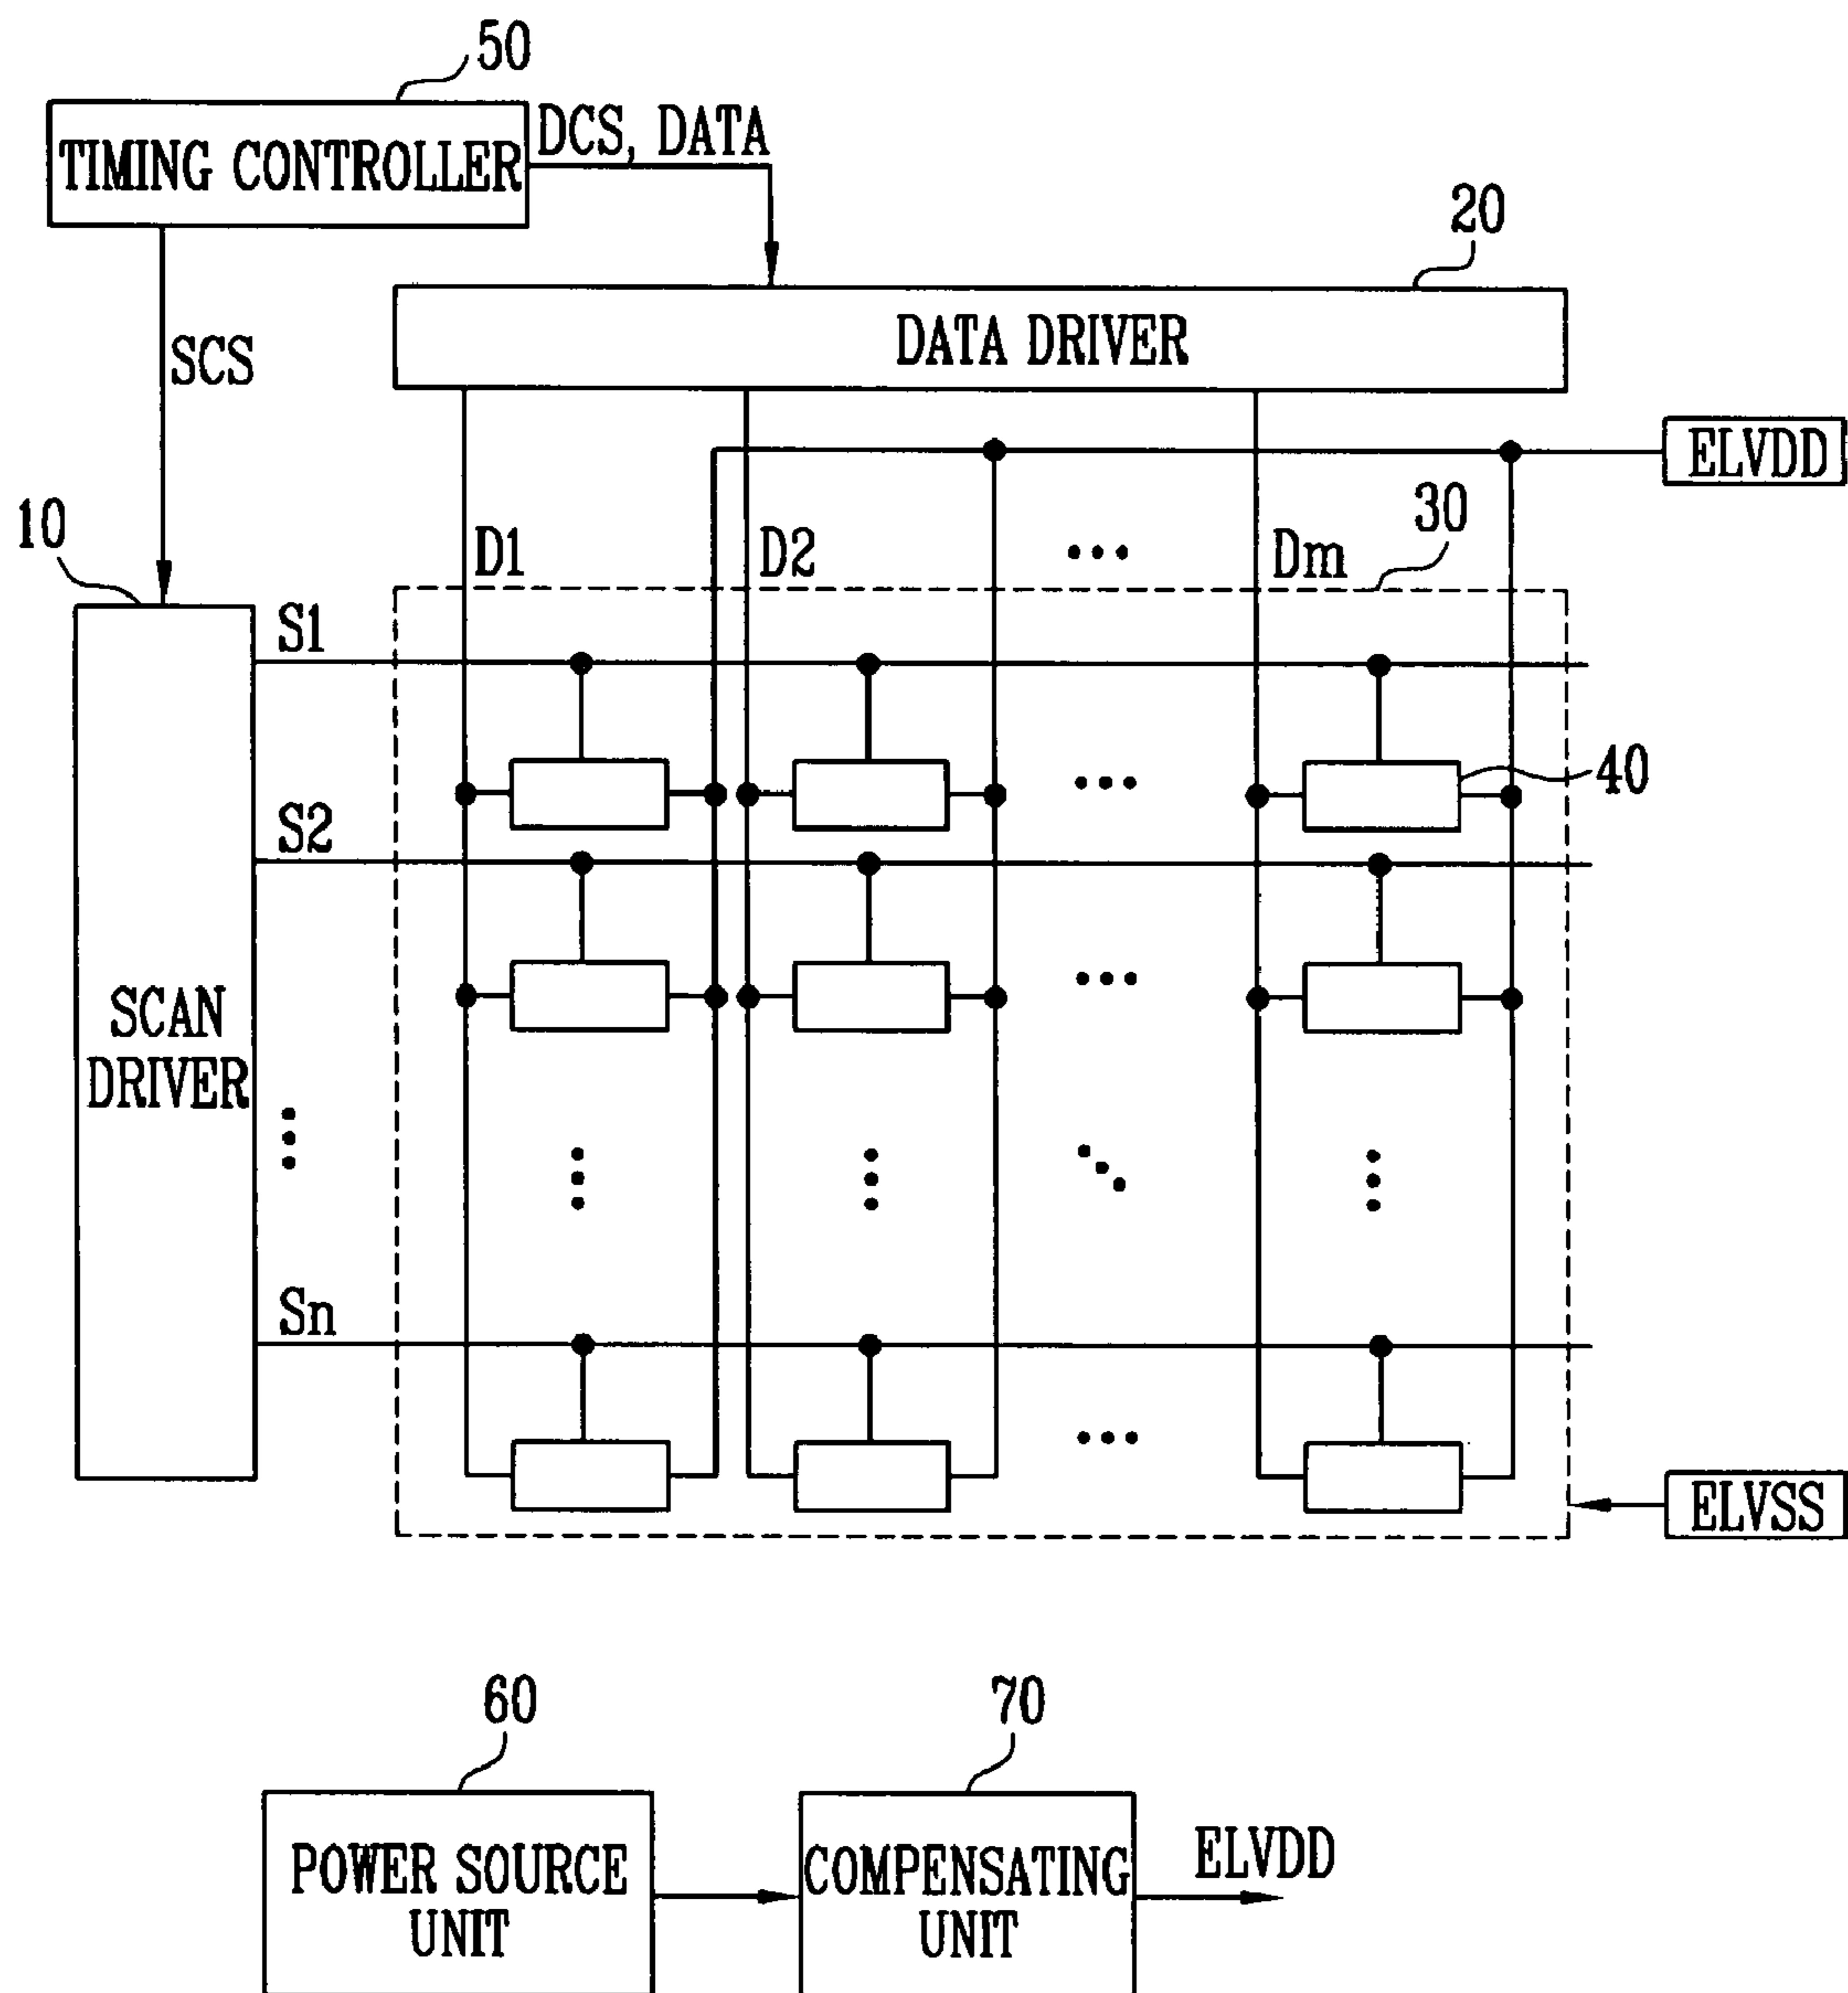 50
TIMING CONTROLLER
DCS, DATA
20
DATA DRIVER
SCS
ELVDD
10
30
D1
D2
Dm
S1
40
S2
SCAN
DRIVER
Sn
ELVSS
60
70
POWER SOURCE
UNIT
COMPENSATING
UNIT
ELVDD